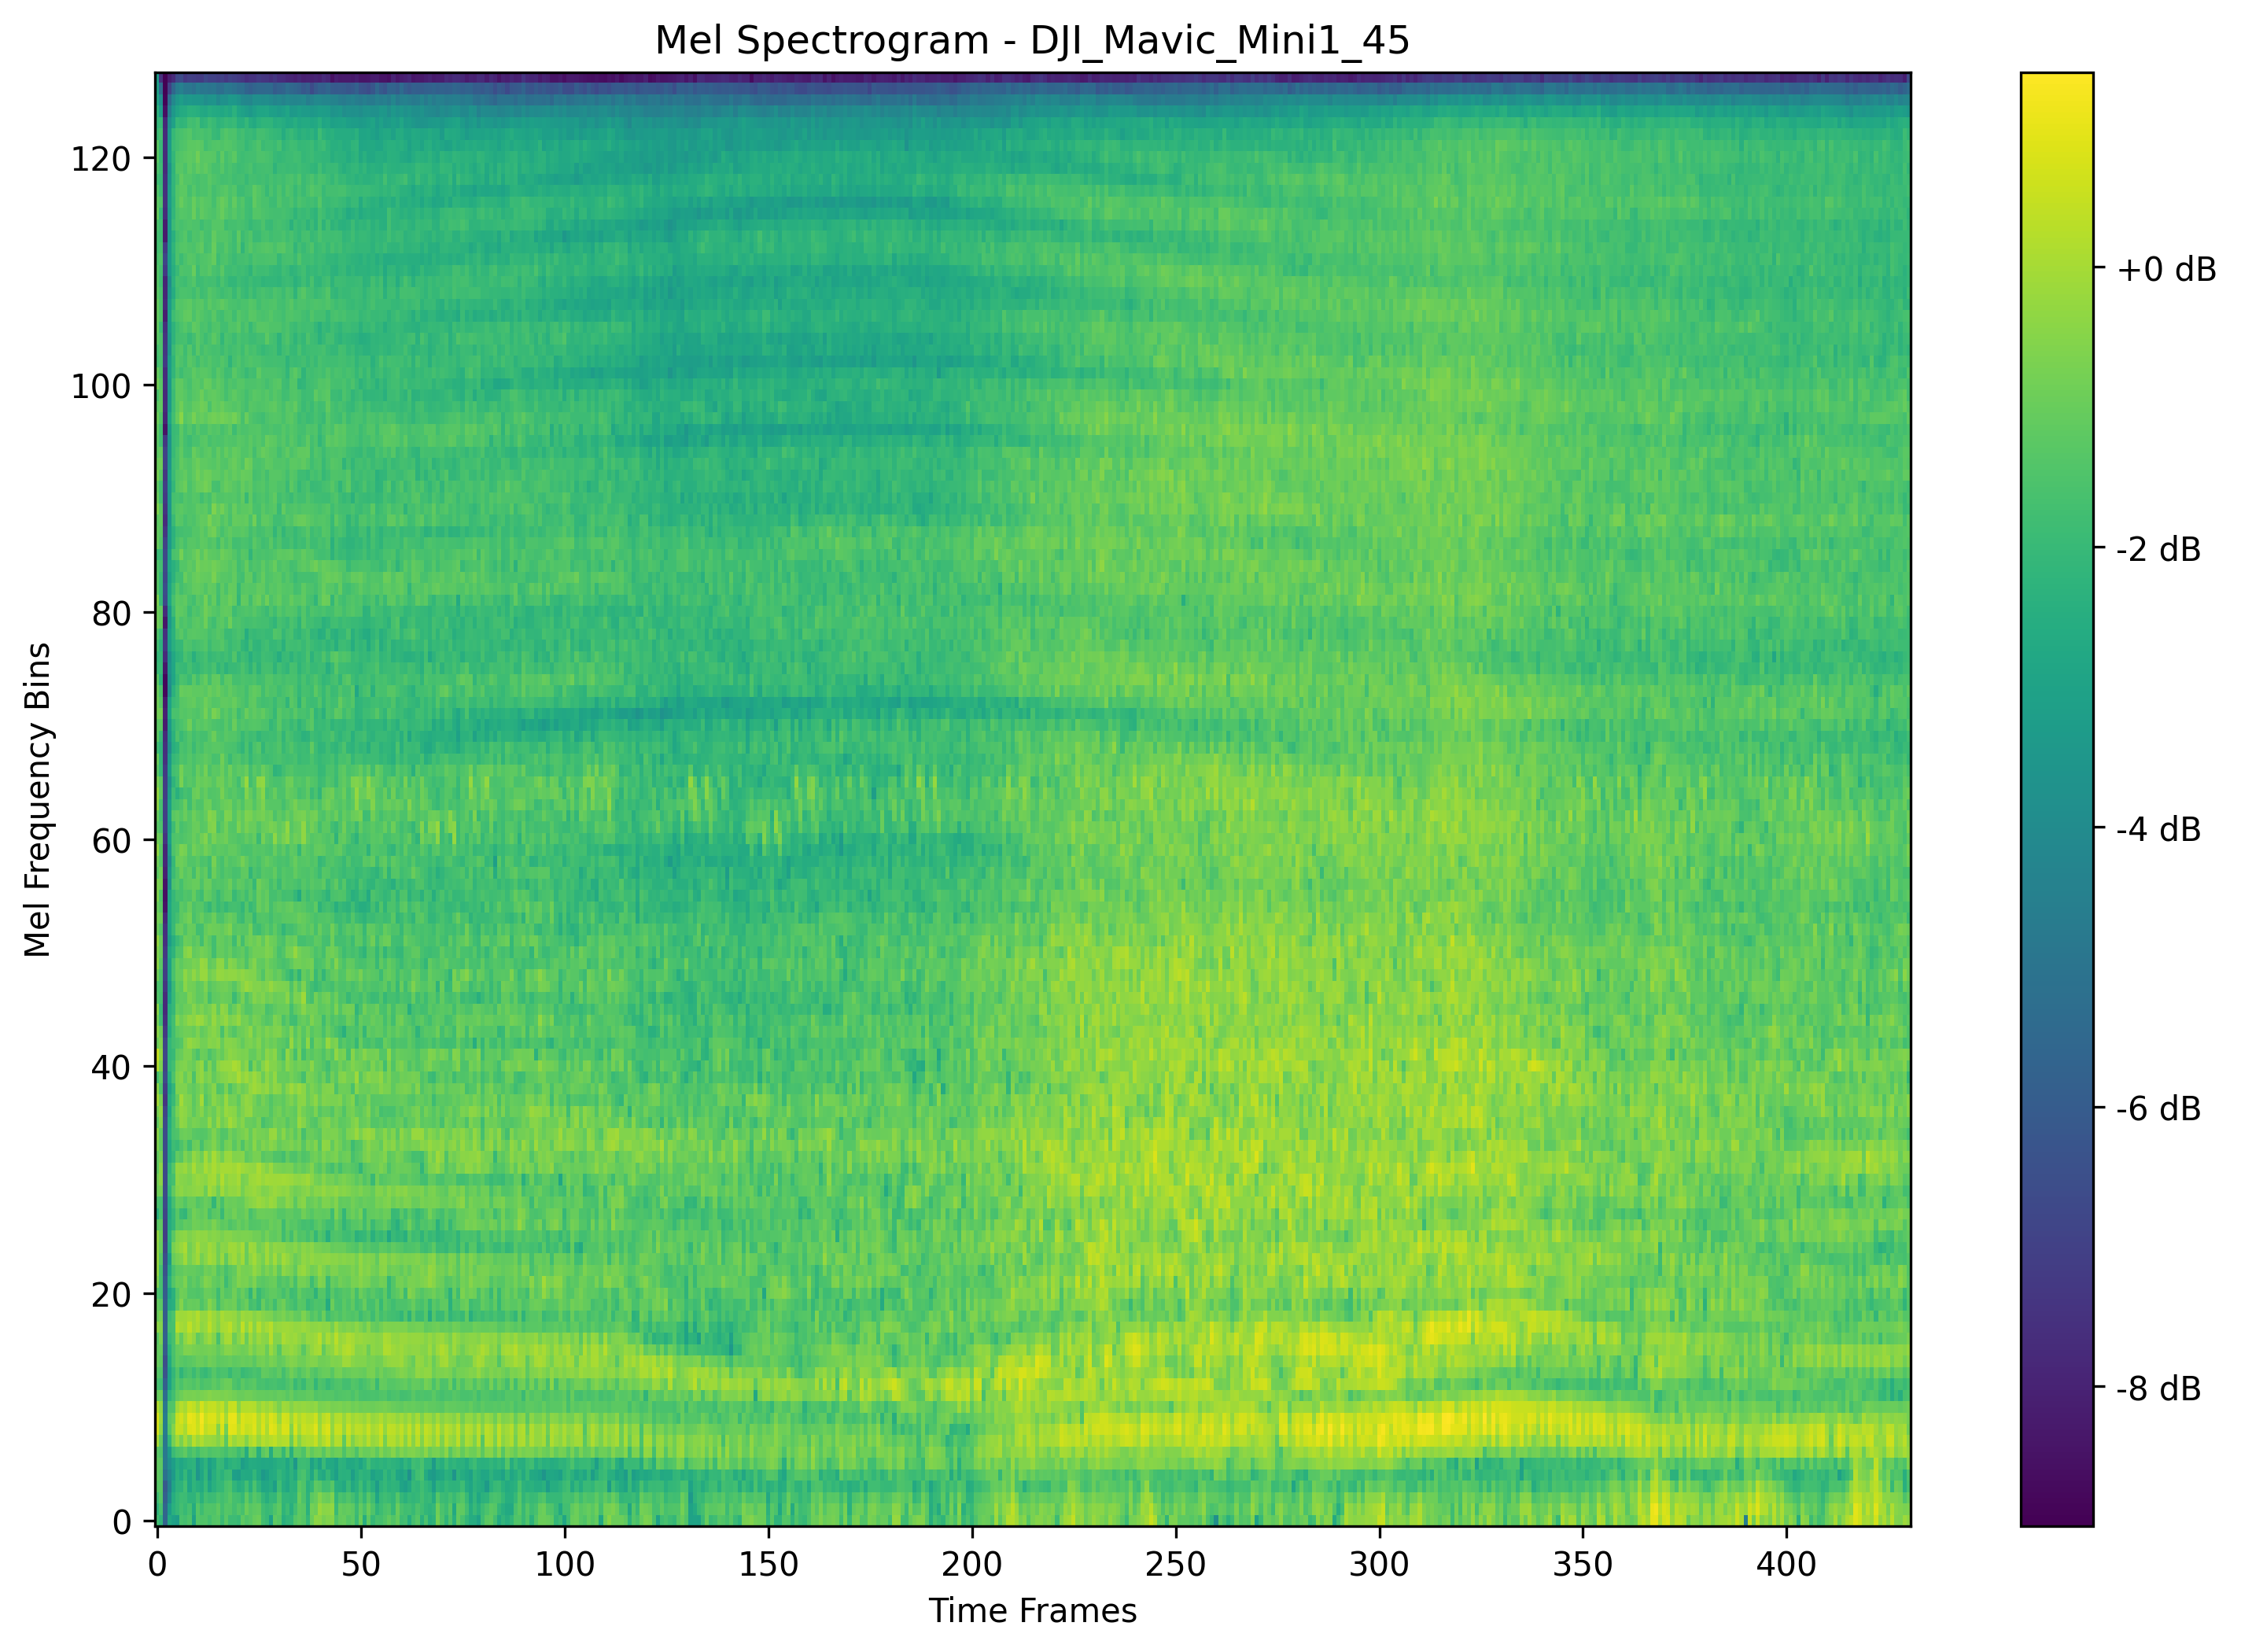 Mel Spectrogram - DJI_Mavic_Mini1_45
Mel Frequency Bins
120
100
80
60
40
20
0
0 50 100 150 200 250 300 350 400
Time Frames
+0 dB
-2 dB
-4 dB
-6 dB
-8 dB